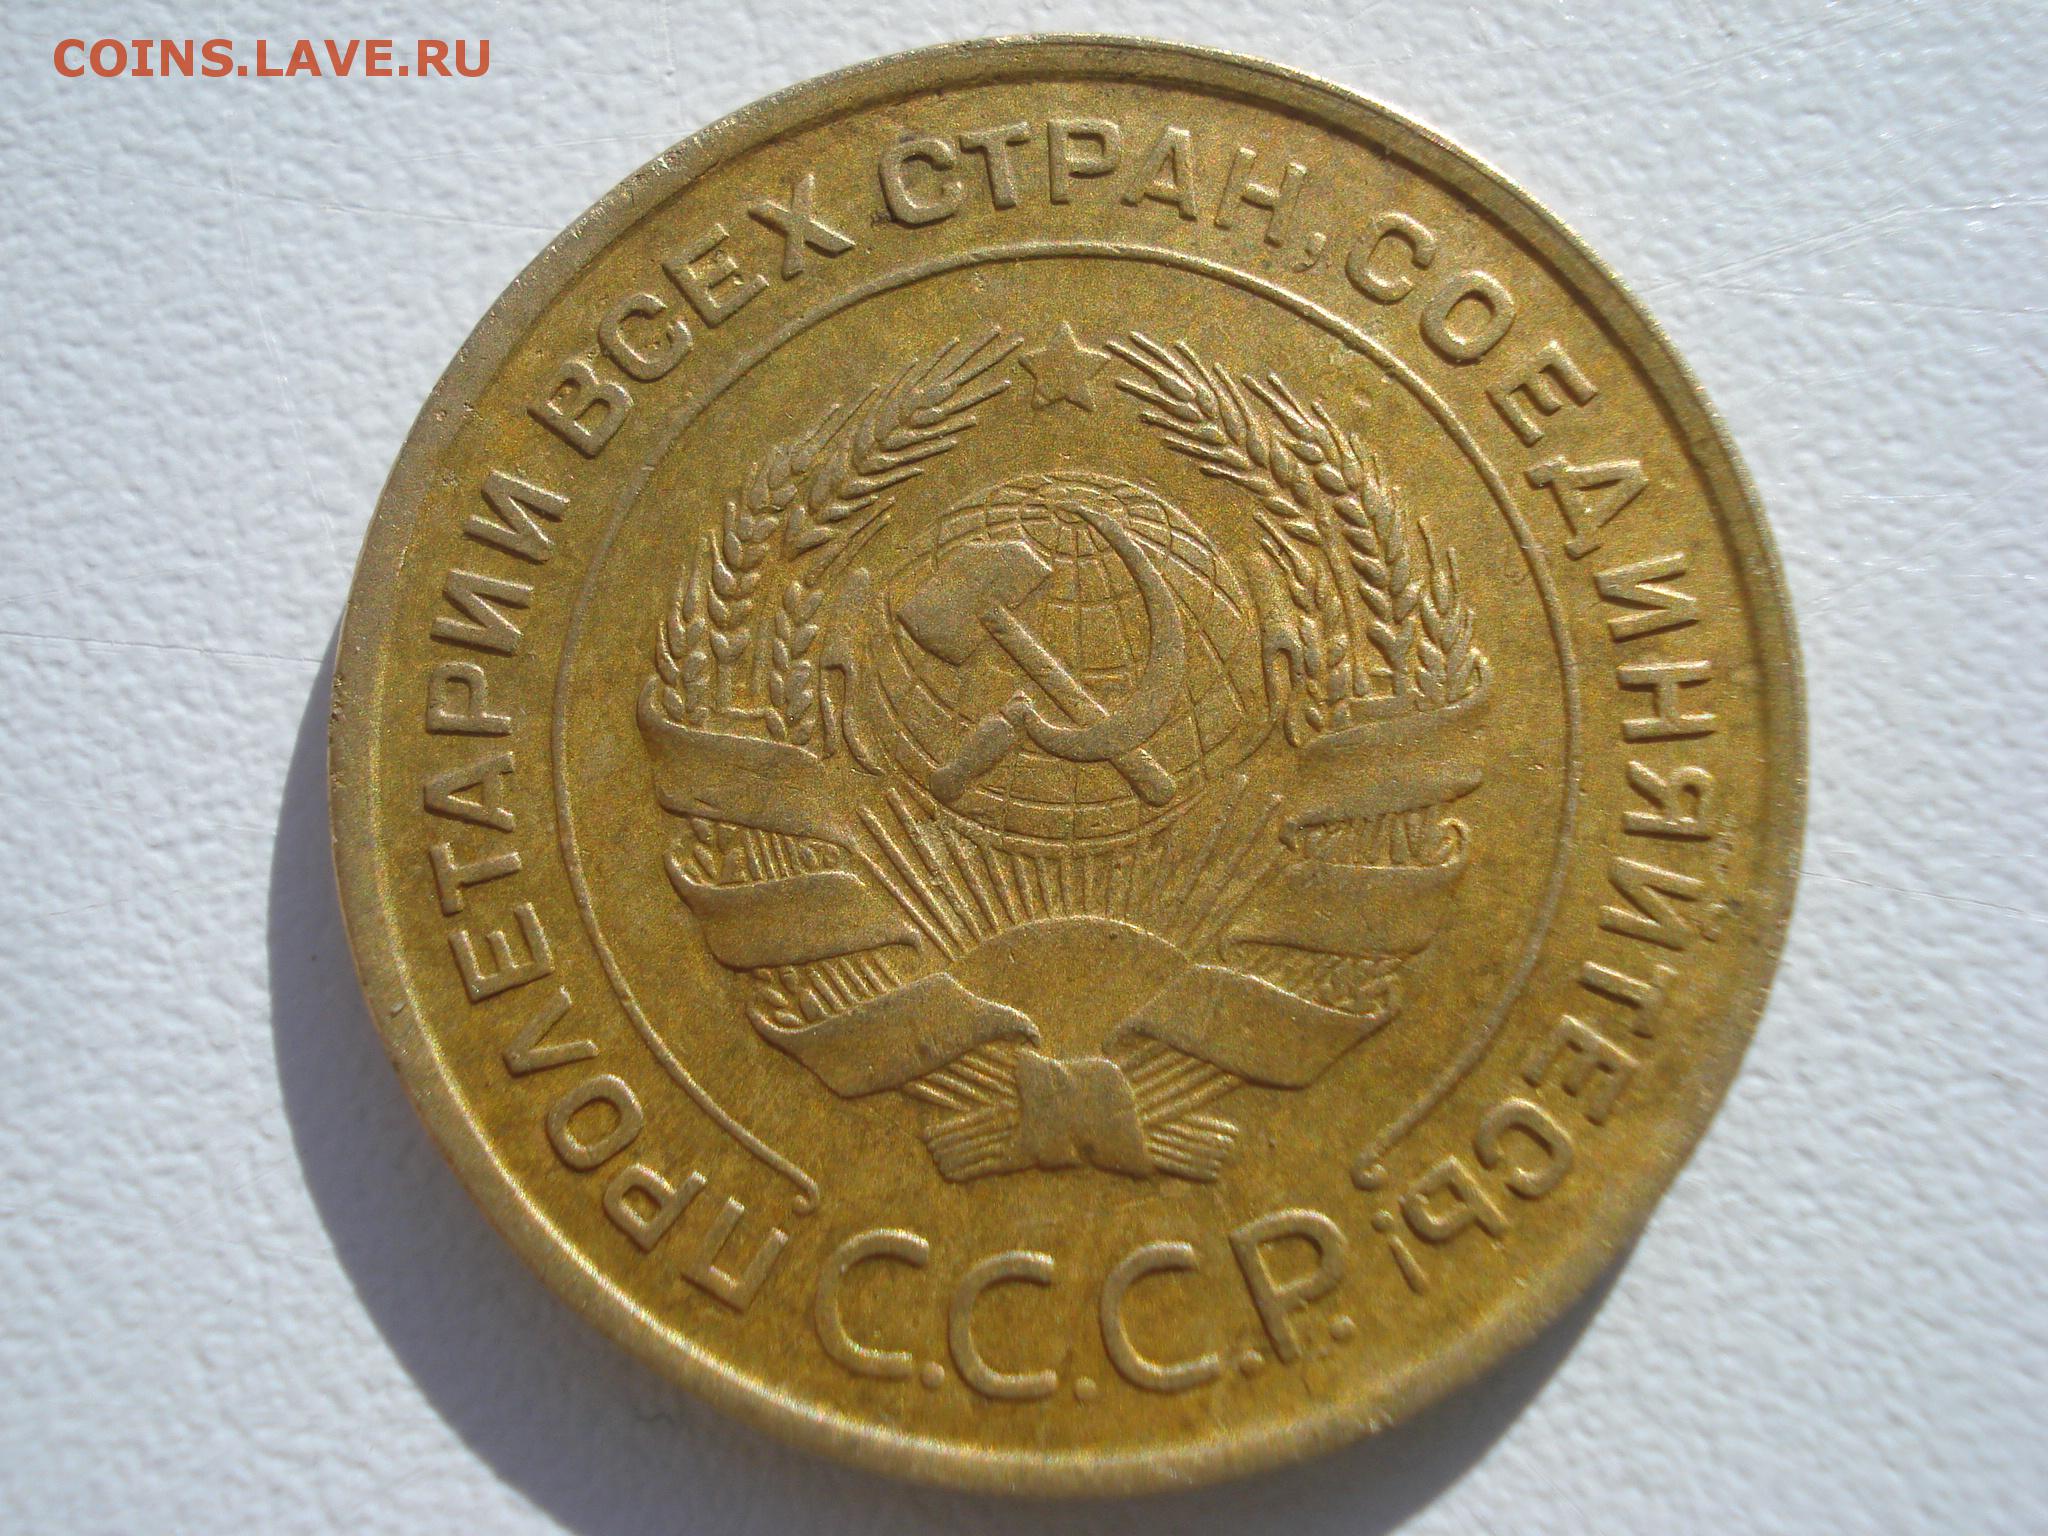 COINS.LAVE.RU
ПРОЛЕТАРИИ ВСЕХ СТРАН, СОЕДИНЯЙТЕСЬ!
С.С.С.Р.